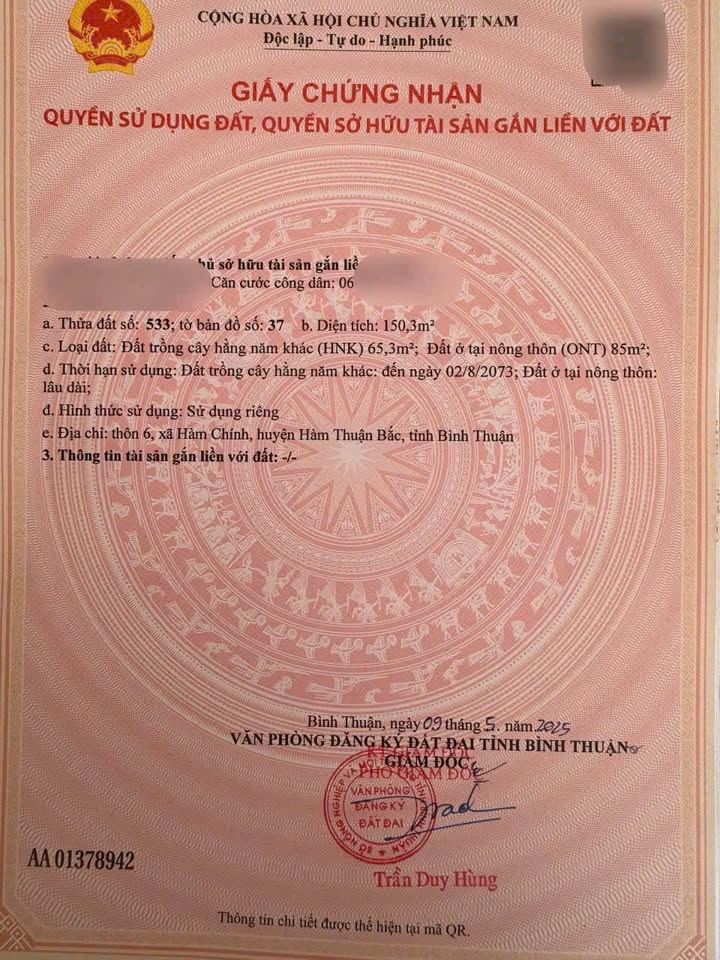 CỘNG HÒA XÃ HỘI CHỦ NGHĨA VIỆT NAM
Độc lập - Tự do - Hạnh phúc
GIẤY CHỨNG NHẬN
QUYỀN SỬ DỤNG ĐẤT, QUYỀN SỞ HỮU TÀI SẢN GẮN LIỀN VỚI ĐẤT
hủ sở hữu tài sản gắn liề
Căn cước công dân: 06
a. Thửa đất số: 533; tờ bản đồ số: 37 b. Diện tích: 150,3m²
c. Loại đất: Đất trồng cây hằng năm khác (HNK) 65,3m²; Đất ở tại nông thôn (ONT) 85m²;
d. Thời hạn sử dụng: Đất trồng cây hằng năm khác: đến ngày 02/8/2073; Đất ở tại nông thôn:
lâu dài;
đ. Hình thức sử dụng: Sử dụng riêng
e. Địa chỉ: thôn 6, xã Hàm Chính, huyện Hàm Thuận Bắc, tỉnh Bình Thuận
3. Thông tin tài sản gắn liền với đất: -/-
Bình Thuận, ngày 09 tháng 5. năm 2025
VĂN PHÒNG ĐĂNG KÝ ĐẤT ĐAI TỈNH BÌNH THUẬN
KT.GIÁM ĐỐC
GIÁM ĐỐC
PHÓ GIÁM ĐỐC
VĂN PHÒNG
ĐĂNG KÝ
ĐẤT ĐAI
Trần Duy Hùng
AA 01378942
Thông tin chi tiết được thể hiện tại mã QR.